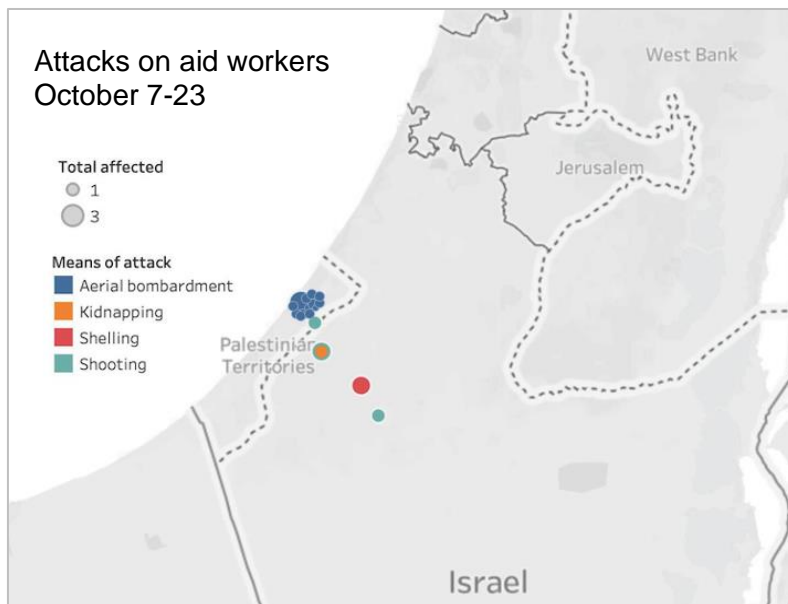 Attacks on aid workers
October 7-23
West Bank
Jerusalem
Total affected
1
3
Means of attack
Aerial bombardment
Kidnapping
Shelling
Shooting
Palestinian
Territories
Israel